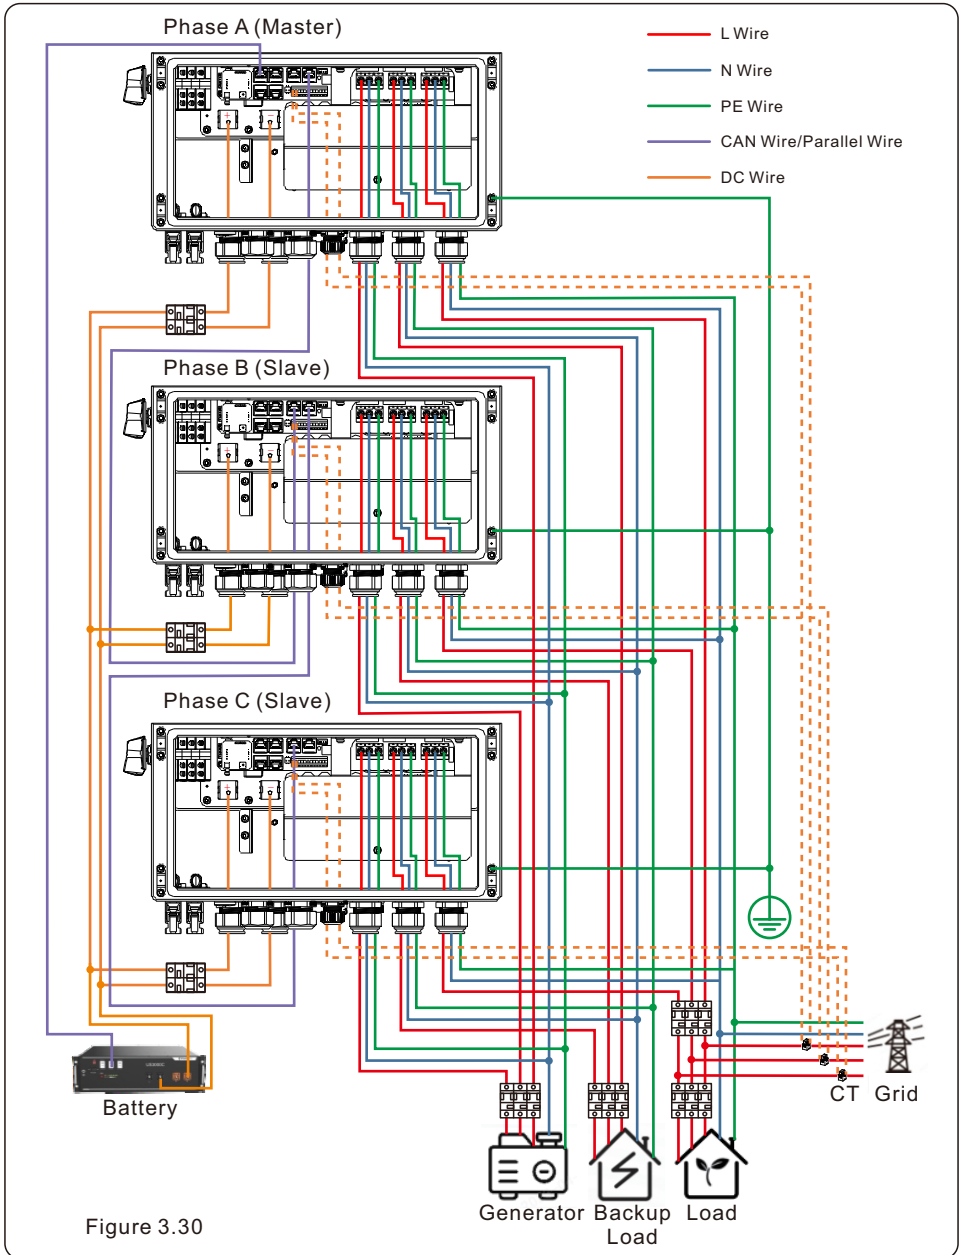 Phase A (Master)
L Wire
N Wire
PE Wire
CAN Wire/Parallel Wire
DC Wire
Phase B (Slave)
Phase C (Slave)
Battery
CT
Grid
Generator
Backup
Load
Load
Figure 3.30